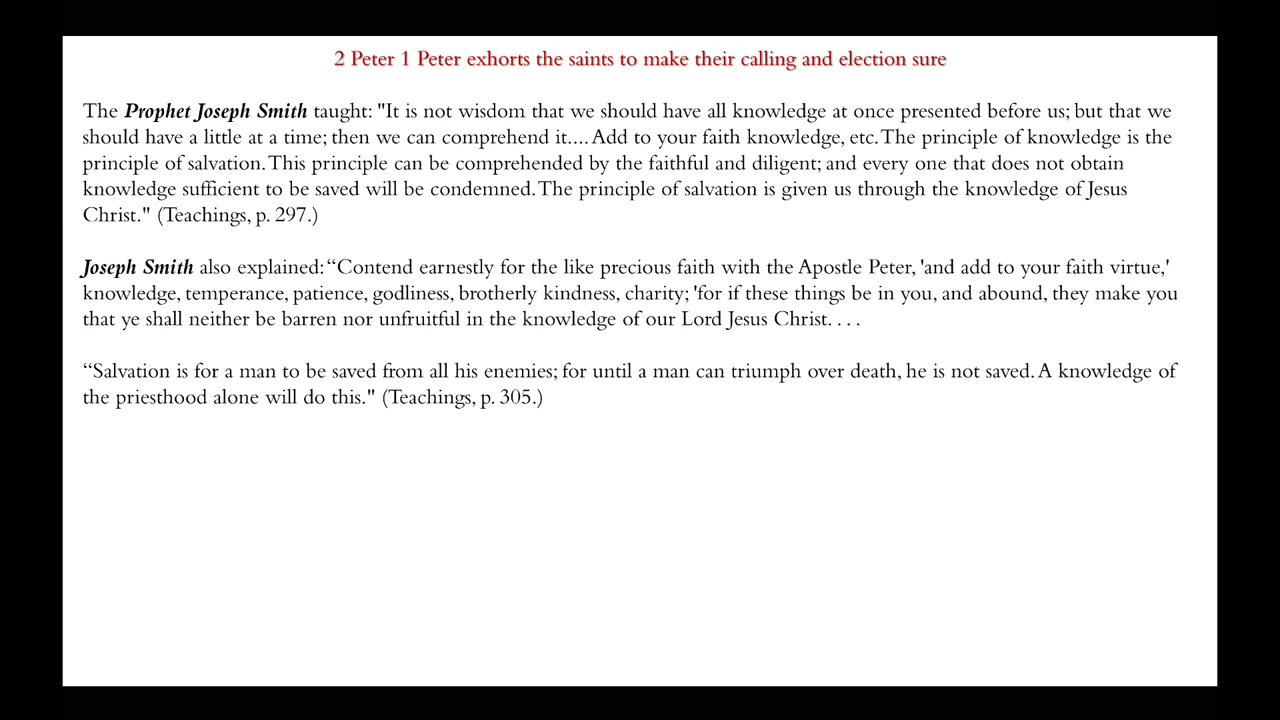 2 Peter 1 Peter exhorts the saints to make their calling and election sure
The Prophet Joseph Smith taught: "It is not wisdom that we should have all knowledge at once presented before us; but that we
should have a little at a time; then we can comprehend it.... Add to your faith knowledge, etc. The principle of knowledge is the
principle of salvation. This principle can be comprehended by the faithful and diligent; and every one that does not obtain
knowledge sufficient to be saved will be condemned. The principle of salvation is given us through the knowledge of Jesus
Christ." (Teachings, p. 297.)
Joseph Smith also explained: “Contend earnestly for the like precious faith with the Apostle Peter, 'and add to your faith virtue,'
knowledge, temperance, patience, godliness, brotherly kindness, charity; 'for if these things be in you, and abound, they make you
that ye shall neither be barren nor unfruitful in the knowledge of our Lord Jesus Christ. . . .
“Salvation is for a man to be saved from all his enemies; for until a man can triumph over death, he is not saved. A knowledge of
the priesthood alone will do this." (Teachings, p. 305.)